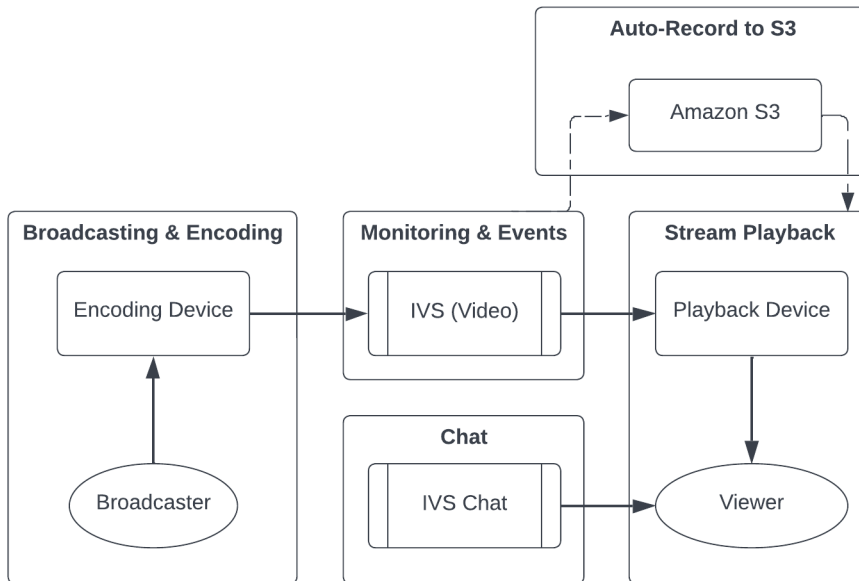 Auto-Record to S3
Amazon S3
Broadcasting & Encoding
Monitoring & Events
Stream Playback
Encoding Device
IVS (Video)
Playback Device
Chat
Broadcaster
IVS Chat
Viewer